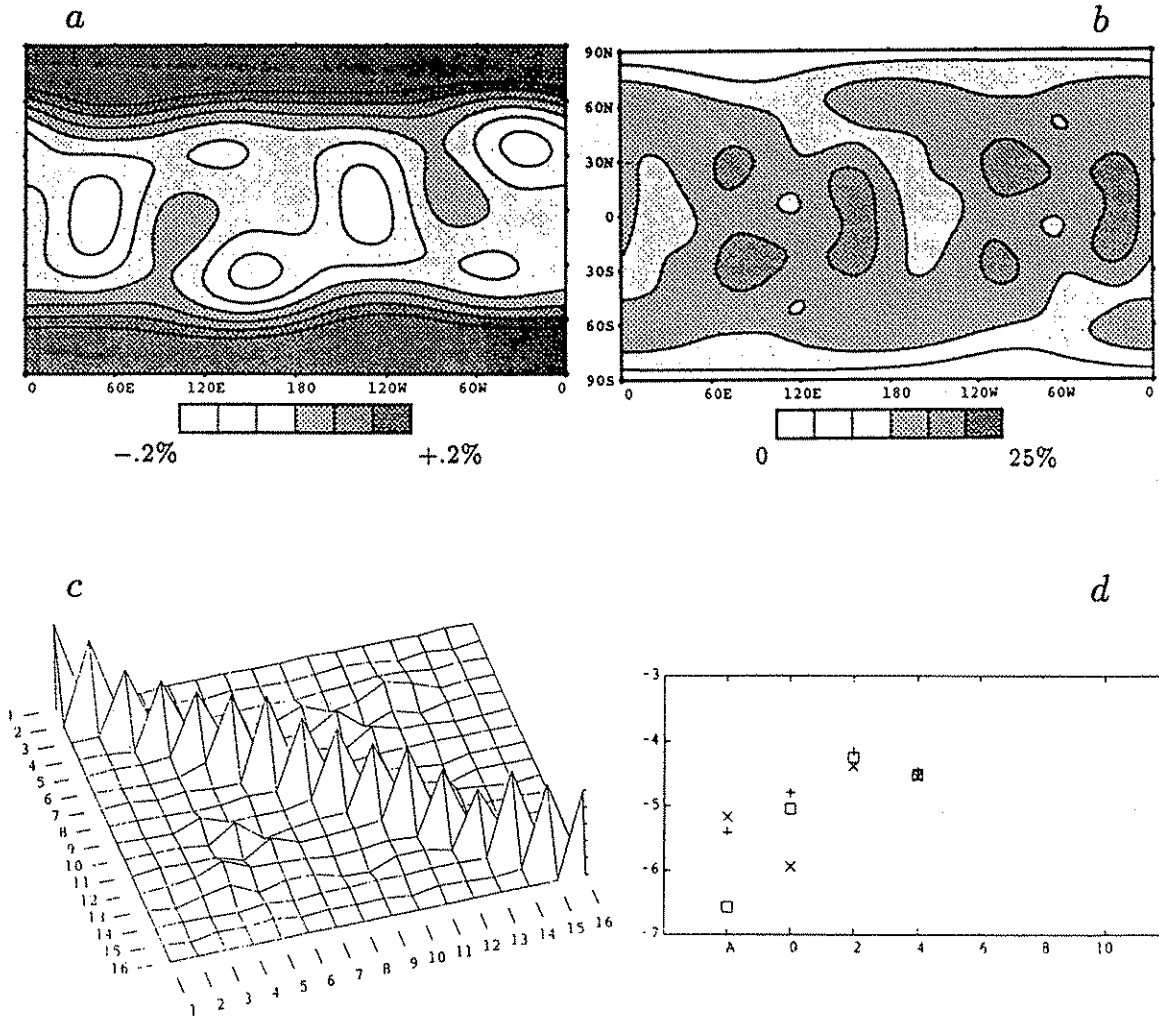 a
b
90N
60N
30N
0
30S
60S
90S
0 60E 120E 180 120W 60W 0
0 60E 120E 180 120W 60W 0
-.2% +.2%
0 25%
c
d
1
2
3
4
5
6
7
8
9
10
11
12
13
14
15
16
1 2 3 4 5 6 7 8 9 10 11 12 13 14 15 16
-3
-4
-5
-6
-7
A 0 2 4 6 8 10